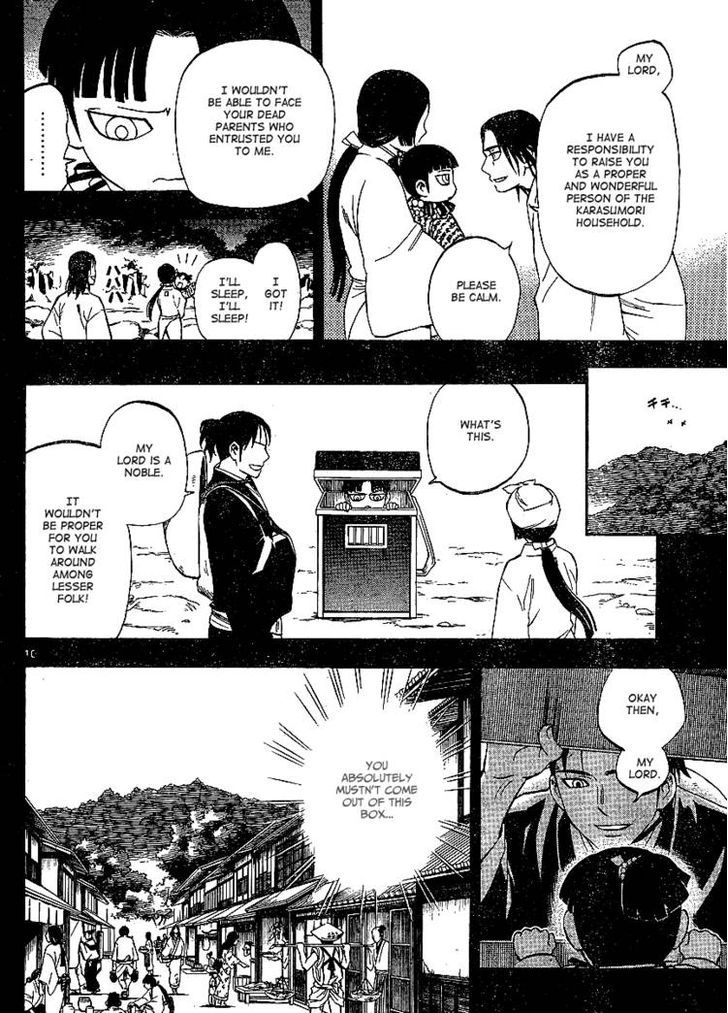 MY
LORD,
I HAVE A
RESPONSIBILITY
TO RAISE YOU
AS A PROPER
AND WONDERFUL
PERSON OF THE
KARASUMORI
HOUSEHOLD.
PLEASE
BE CALM.
I WOULDN'T
BE ABLE TO FACE
YOUR DEAD
PARENTS WHO
ENTRUSTED YOU
TO ME.
.........
I
GOT
IT!
I'LL
SLEEP,
I'LL
SLEEP!
キチ...
WHAT'S
THIS.
MY
LORD IS A
NOBLE.
IT
WOULDN'T
BE PROPER
FOR YOU
TO WALK
AROUND
AMONG
LESSER
FOLK!
OKAY
THEN,
MY
LORD.
YOU
ABSOLUTELY
MUSTN'T COME
OUT OF THIS
BOX...